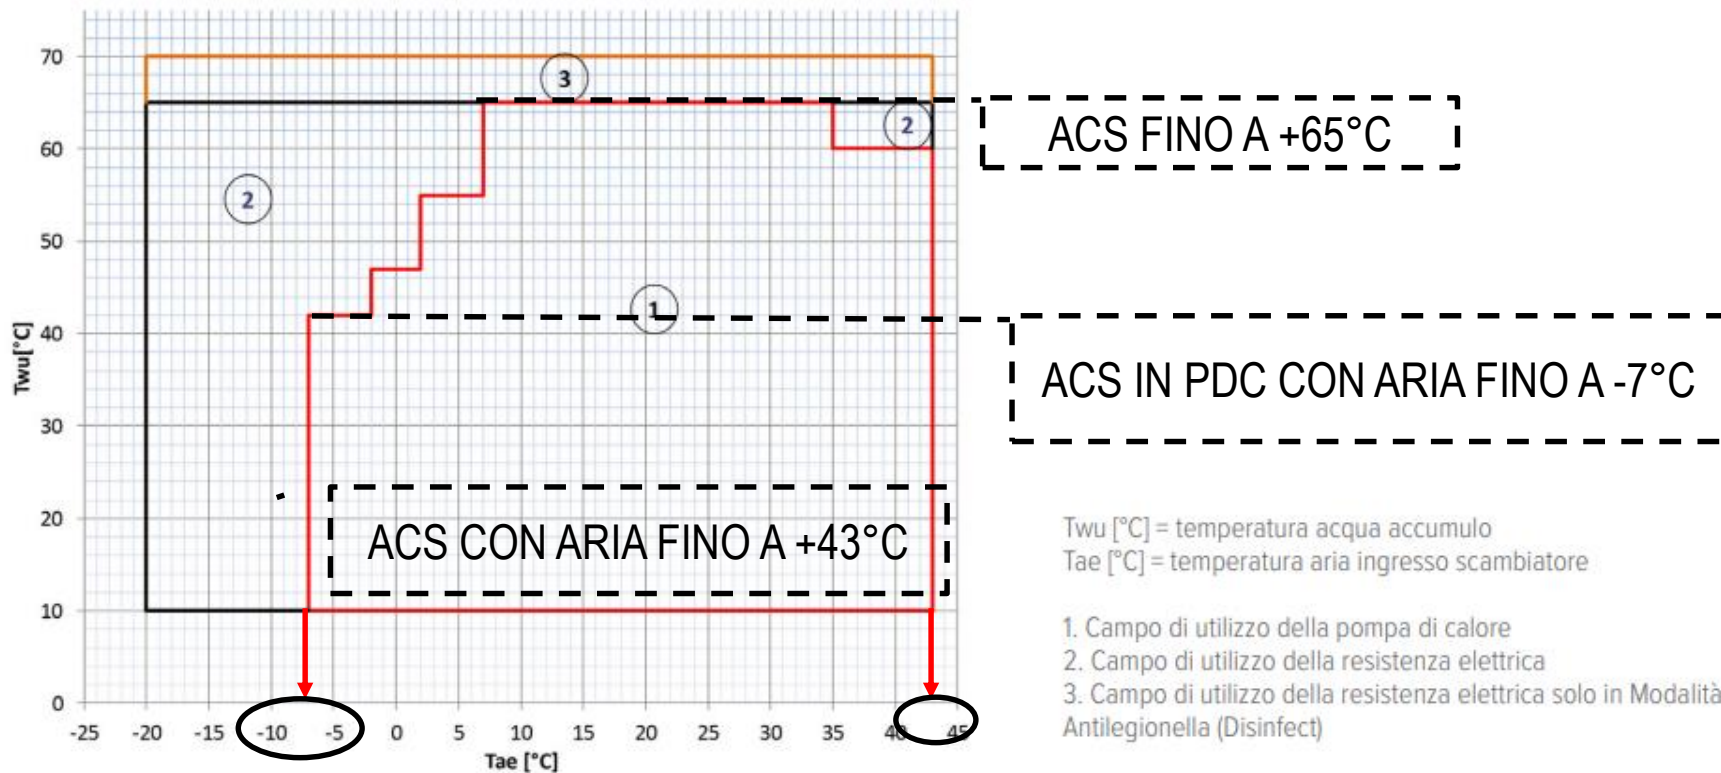 70
60
50
40
30
20
10
0
Twu[°C]
-25 -20 -15 -10 -5 0 5 10 15 20 25 30 35 40 45
Tae [°C]
3
2
2
1
ACS FINO A +65°C
ACS IN PDC CON ARIA FINO A -7°C
ACS CON ARIA FINO A +43°C
Twu [°C] = temperatura acqua accumulo
Tae [°C] = temperatura aria ingresso scambiatore
1. Campo di utilizzo della pompa di calore
2. Campo di utilizzo della resistenza elettrica
3. Campo di utilizzo della resistenza elettrica solo in Modalità
Antilegionella (Disinfect)